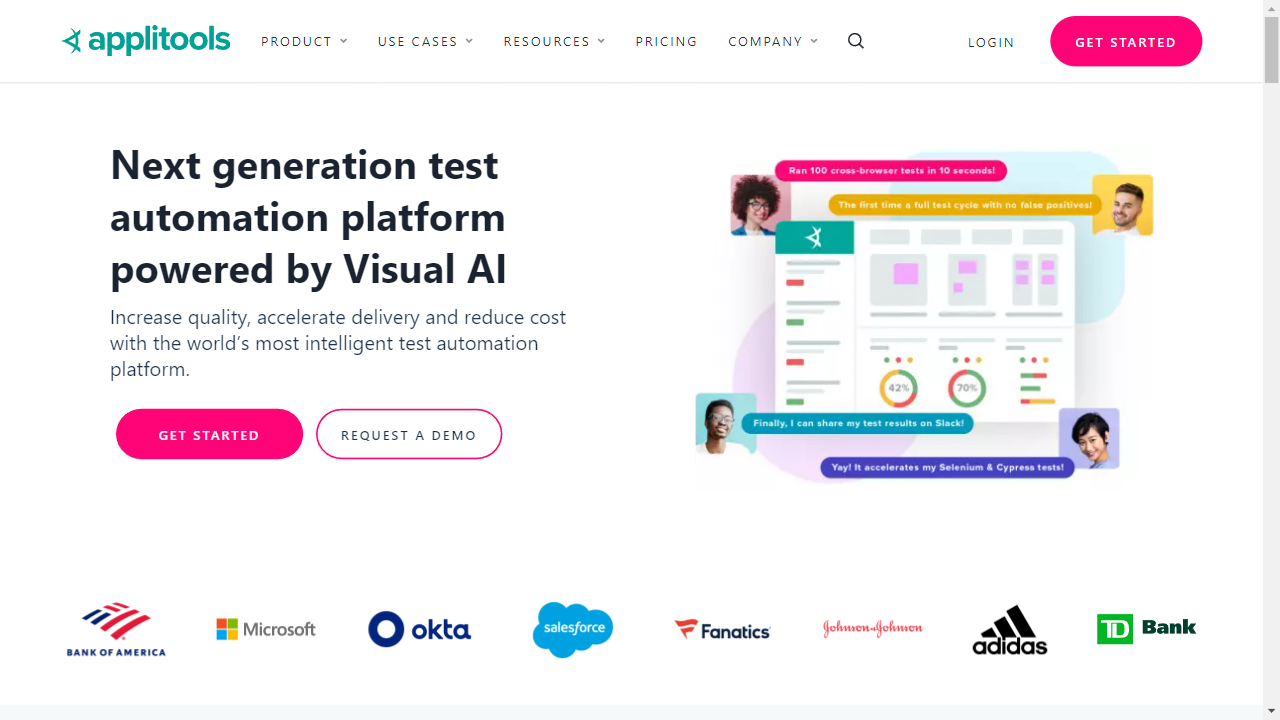 applitools
PRODUCT
USE CASES
RESOURCES
PRICING
COMPANY
LOGIN
GET STARTED
Next generation test
automation platform
powered by Visual AI
Increase quality, accelerate delivery and reduce cost
with the world’s most intelligent test automation
platform.
GET STARTED
REQUEST A DEMO
Ran 100 cross-browser tests in 10 seconds!
The first time a full test cycle with no false positives!
42%
70%
Finally, I can share my test results on Slack!
Yay! It accelerates my Selenium & Cypress tests!
BANK OF AMERICA
Microsoft
okta
salesforce
Fanatics
Johnson & Johnson
adidas
TD Bank